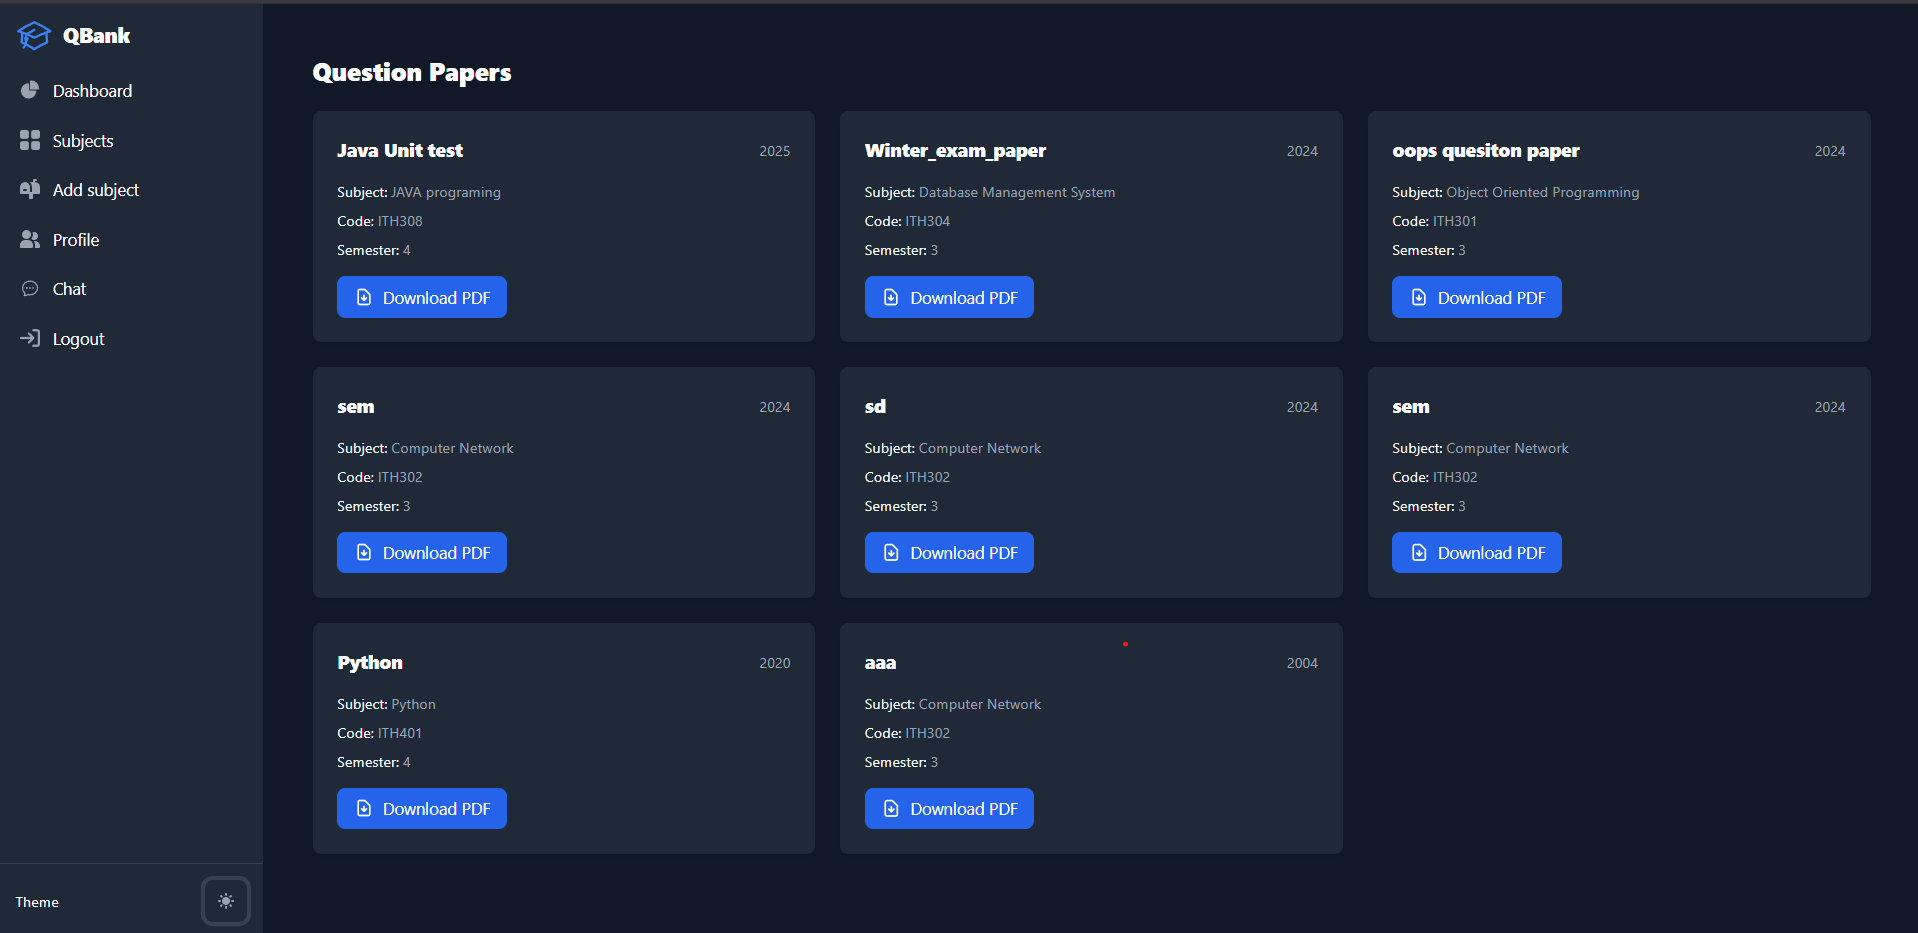 QBank
Dashboard
Subjects
Add subject
Profile
Chat
Logout
Theme
Question Papers
Java Unit test 2025
Subject: JAVA programing
Code: ITH308
Semester: 4
Download PDF
Winter_exam_paper 2024
Subject: Database Management System
Code: ITH304
Semester: 3
Download PDF
oops quesiton paper 2024
Subject: Object Oriented Programming
Code: ITH301
Semester: 3
Download PDF
sem 2024
Subject: Computer Network
Code: ITH302
Semester: 3
Download PDF
sd 2024
Subject: Computer Network
Code: ITH302
Semester: 3
Download PDF
sem 2024
Subject: Computer Network
Code: ITH302
Semester: 3
Download PDF
Python 2020
Subject: Python
Code: ITH401
Semester: 4
Download PDF
aaa 2004
Subject: Computer Network
Code: ITH302
Semester: 3
Download PDF